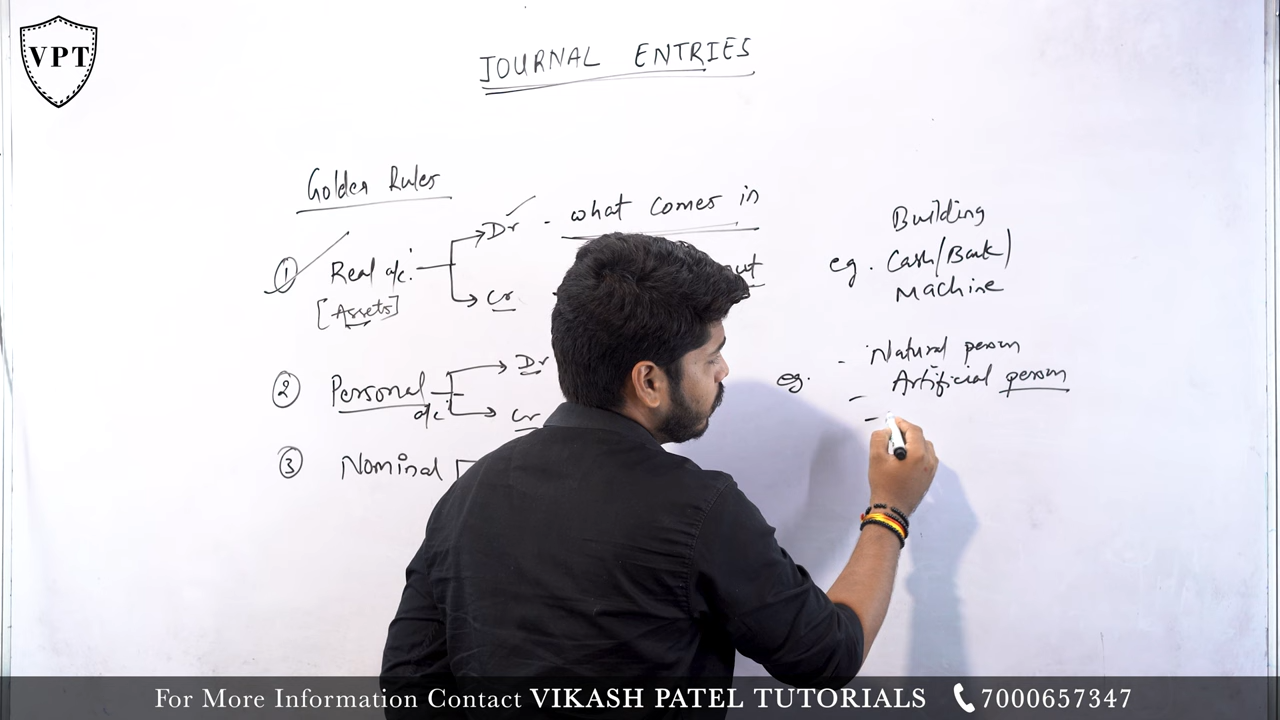 VPT
JOURNAL ENTRIES
Golden Rules
Dr - what comes in
① Real a/c.
[Assets]
Cr
Building
eg. Cash/Bank/
Machine
② Personal a/c
Dr
Cr
eg. - Natural person
- Artificial person
-
③ Nominal
For More Information Contact VIKASH PATEL TUTORIALS 7000657347